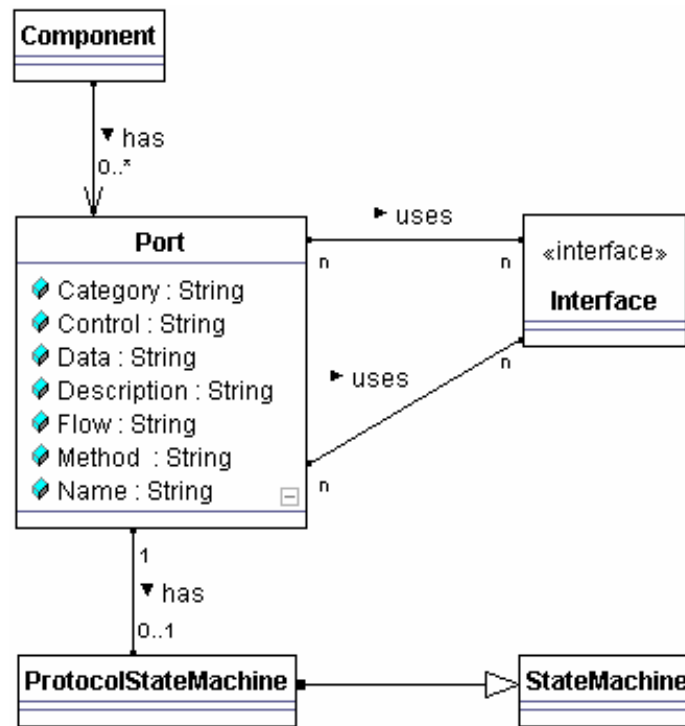 Component
has
0..*
Port
Category : String
Control : String
Data : String
Description : String
Flow : String
Method : String
Name : String
uses
n
n
«interface»
Interface
uses
n
n
1
has
0..1
ProtocolStateMachine
StateMachine